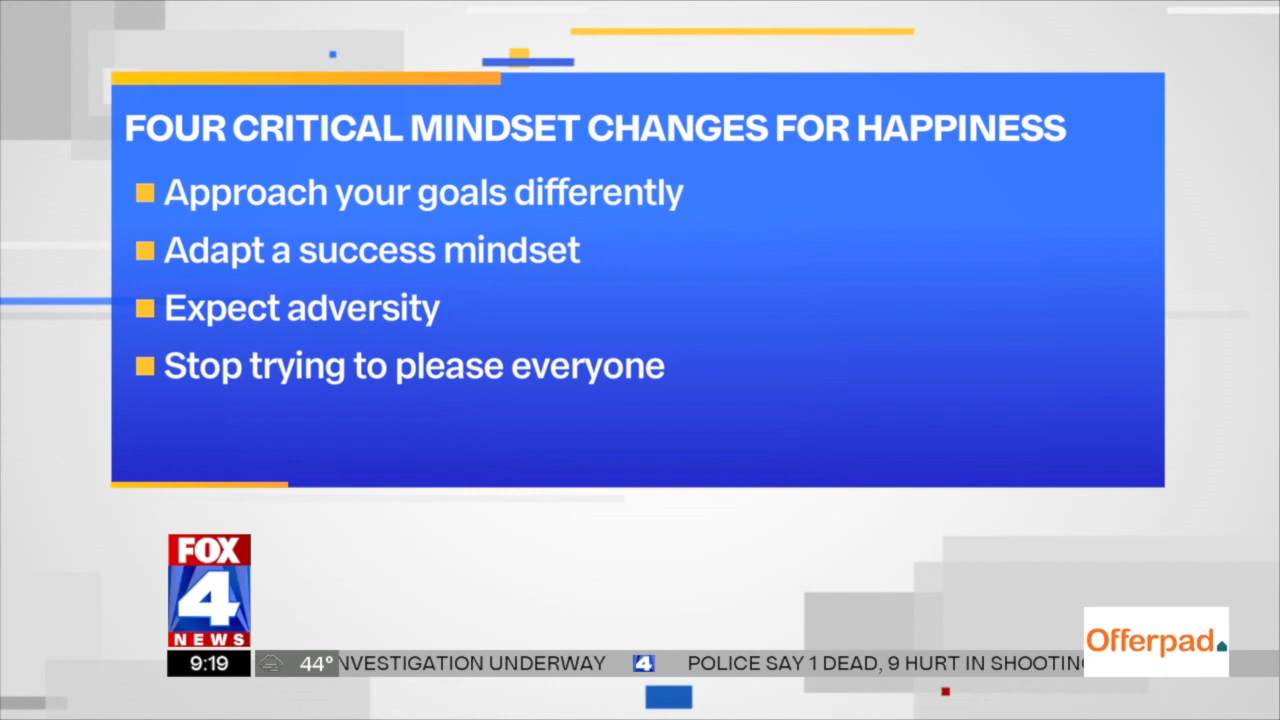 FOUR CRITICAL MINDSET CHANGES FOR HAPPINESS
Approach your goals differently
Adapt a success mindset
Expect adversity
Stop trying to please everyone
FOX
4
NEWS
9:19 44° NVESTIGATION UNDERWAY 4 POLICE SAY 1 DEAD, 9 HURT IN SHOOTING
Offerpad.